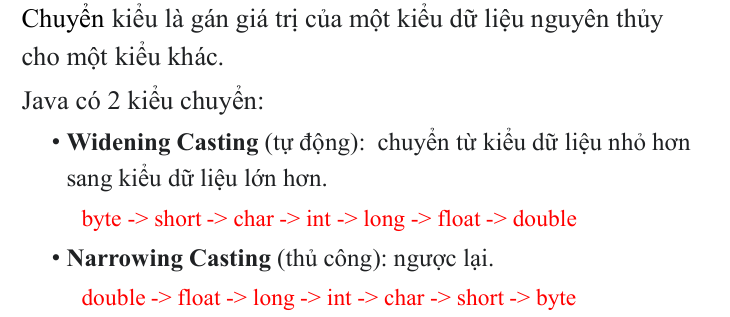 Chuyển kiểu là gán giá trị của một kiểu dữ liệu nguyên thủy
cho một kiểu khác.
Java có 2 kiểu chuyển:
• Widening Casting (tự động): chuyển từ kiểu dữ liệu nhỏ hơn
sang kiểu dữ liệu lớn hơn.
byte -> short -> char -> int -> long -> float -> double
• Narrowing Casting (thủ công): ngược lại.
double -> float -> long -> int -> char -> short -> byte